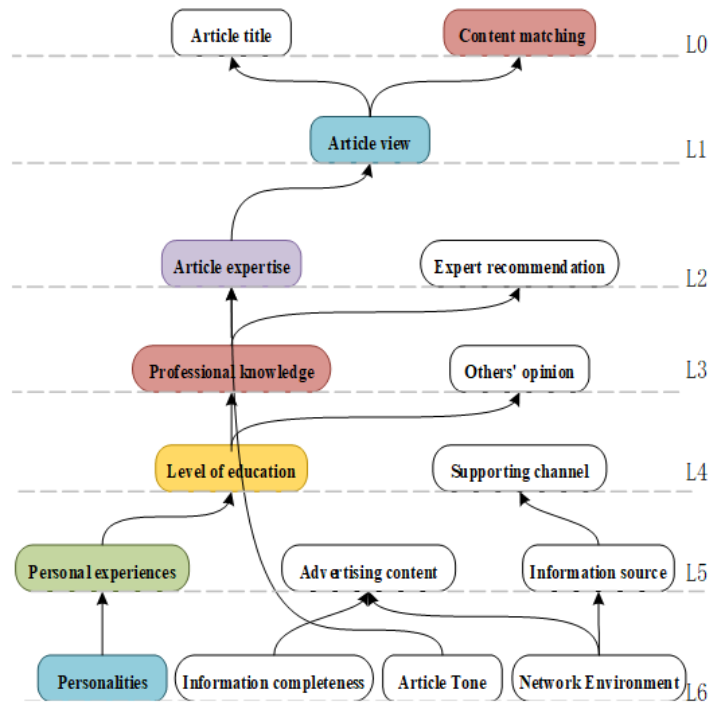 Article title
Content matching
L0
Article view
L1
Article expertise
Expert recommendation
L2
Professional knowledge
Others' opinion
L3
Level of education
Supporting channel
L4
Personal experiences
Advertising content
Information source
L5
Personalities
Information completeness
Article Tone
Network Environment
L6